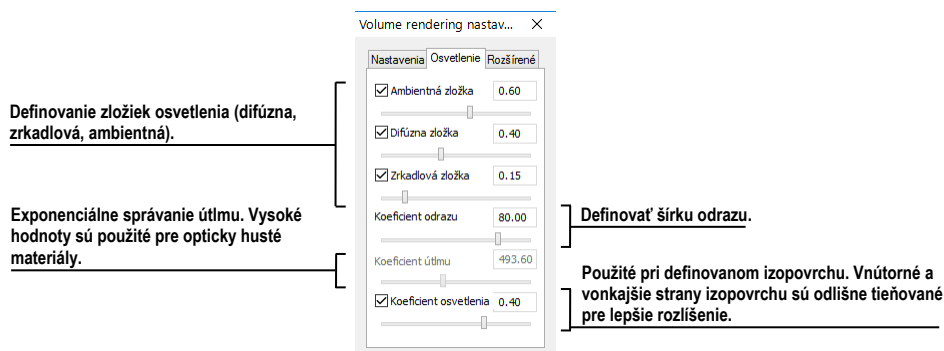 Volume rendering nastav...
Nastavenia Osvetlenie Rozšírené
Ambientná zložka 0.60
Difúzna zložka 0.40
Zrkadlová zložka 0.15
Koeficient odrazu 80.00
Koeficient útlmu 493.60
Koeficient osvetlenia 0.40
Definovanie zložiek osvetlenia (difúzna,
zrkadlová, ambientná).
Exponenciálne správanie útlmu. Vysoké
hodnoty sú použité pre opticky husté
materiály.
Definovať šírku odrazu.
Použité pri definovanom izopovrchu. Vnútorné a
vonkajšie strany izopovrchu sú odlišne tieňované
pre lepšie rozlíšenie.